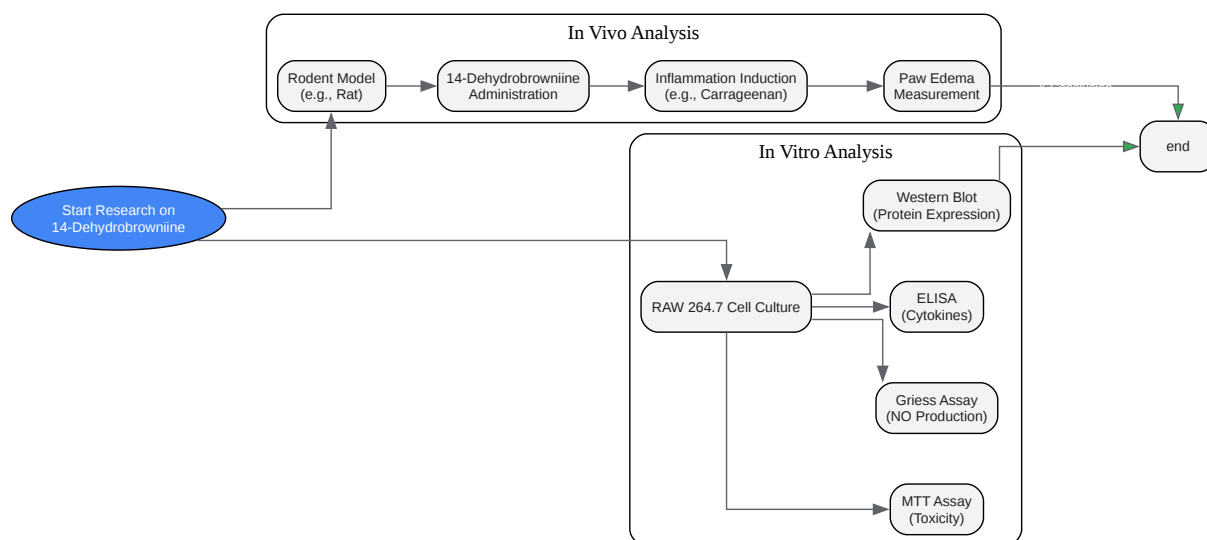 In Vivo Analysis
Rodent Model
(e.g., Rat)
14-Dehydrobrowniine
Administration
Inflammation Induction
(e.g., Carrageenan)
Paw Edema
Measurement
end
In Vitro Analysis
Western Blot
(Protein Expression)
Start Research on
14-Dehydrobrowniine
RAW 264.7 Cell Culture
ELISA
(Cytokines)
Griess Assay
(NO Production)
MTT Assay
(Toxicity)